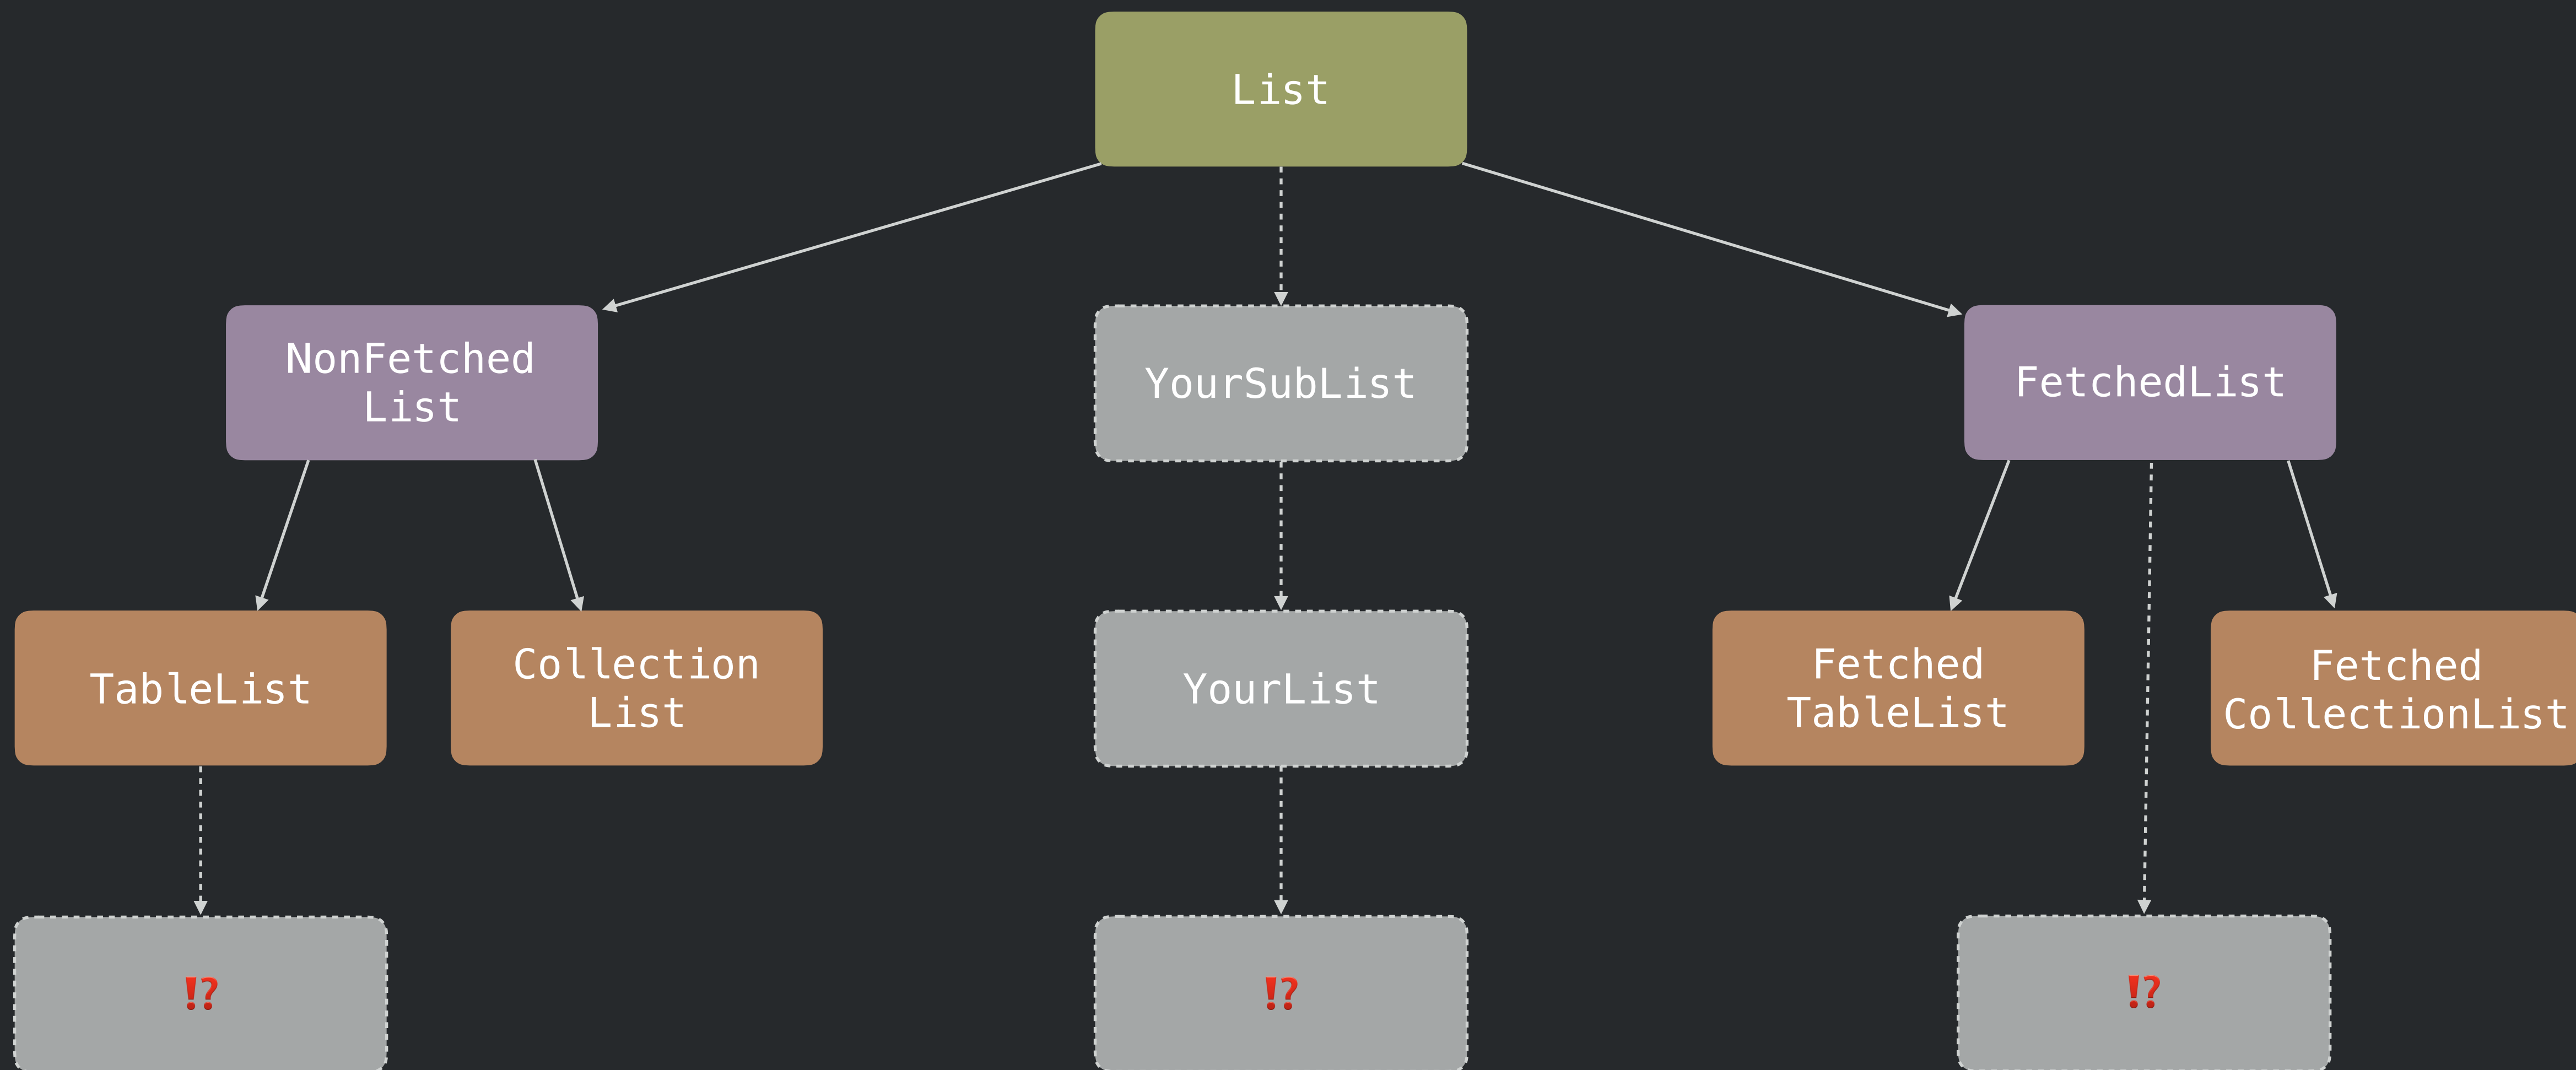 List
NonFetched
List
YourSubList
FetchedList
TableList
Collection
List
YourList
Fetched
TableList
Fetched
CollectionList
⁉
⁉
⁉